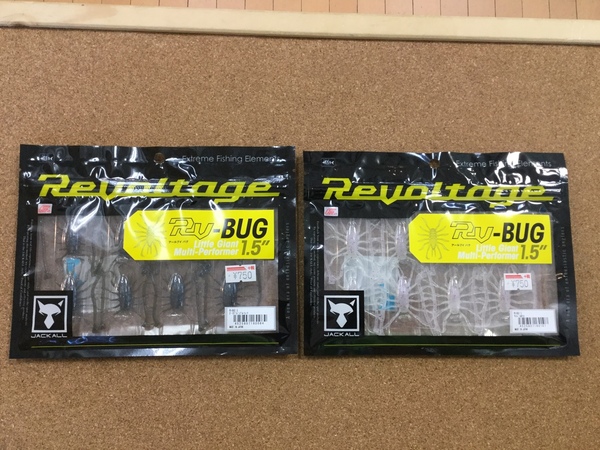 Extreme Fishing Elements
Revoltage
RV-BUG
Little Giant
Multi-Performer
1.5"
¥750
JACKALL
Extreme Fishing Elements
Revoltage
RV-BUG
Little Giant
Multi-Performer
1.5"
¥750
JACKALL